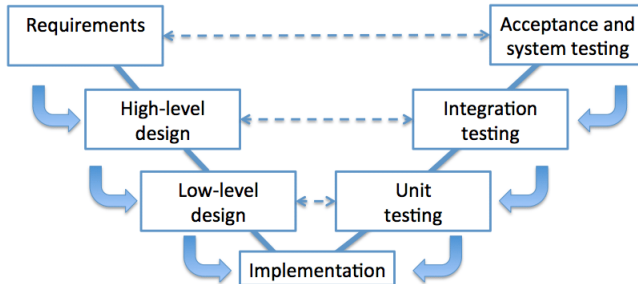 Requirements
Acceptance and
system testing
High-level
design
Integration
testing
Low-level
design
Unit
testing
Implementation